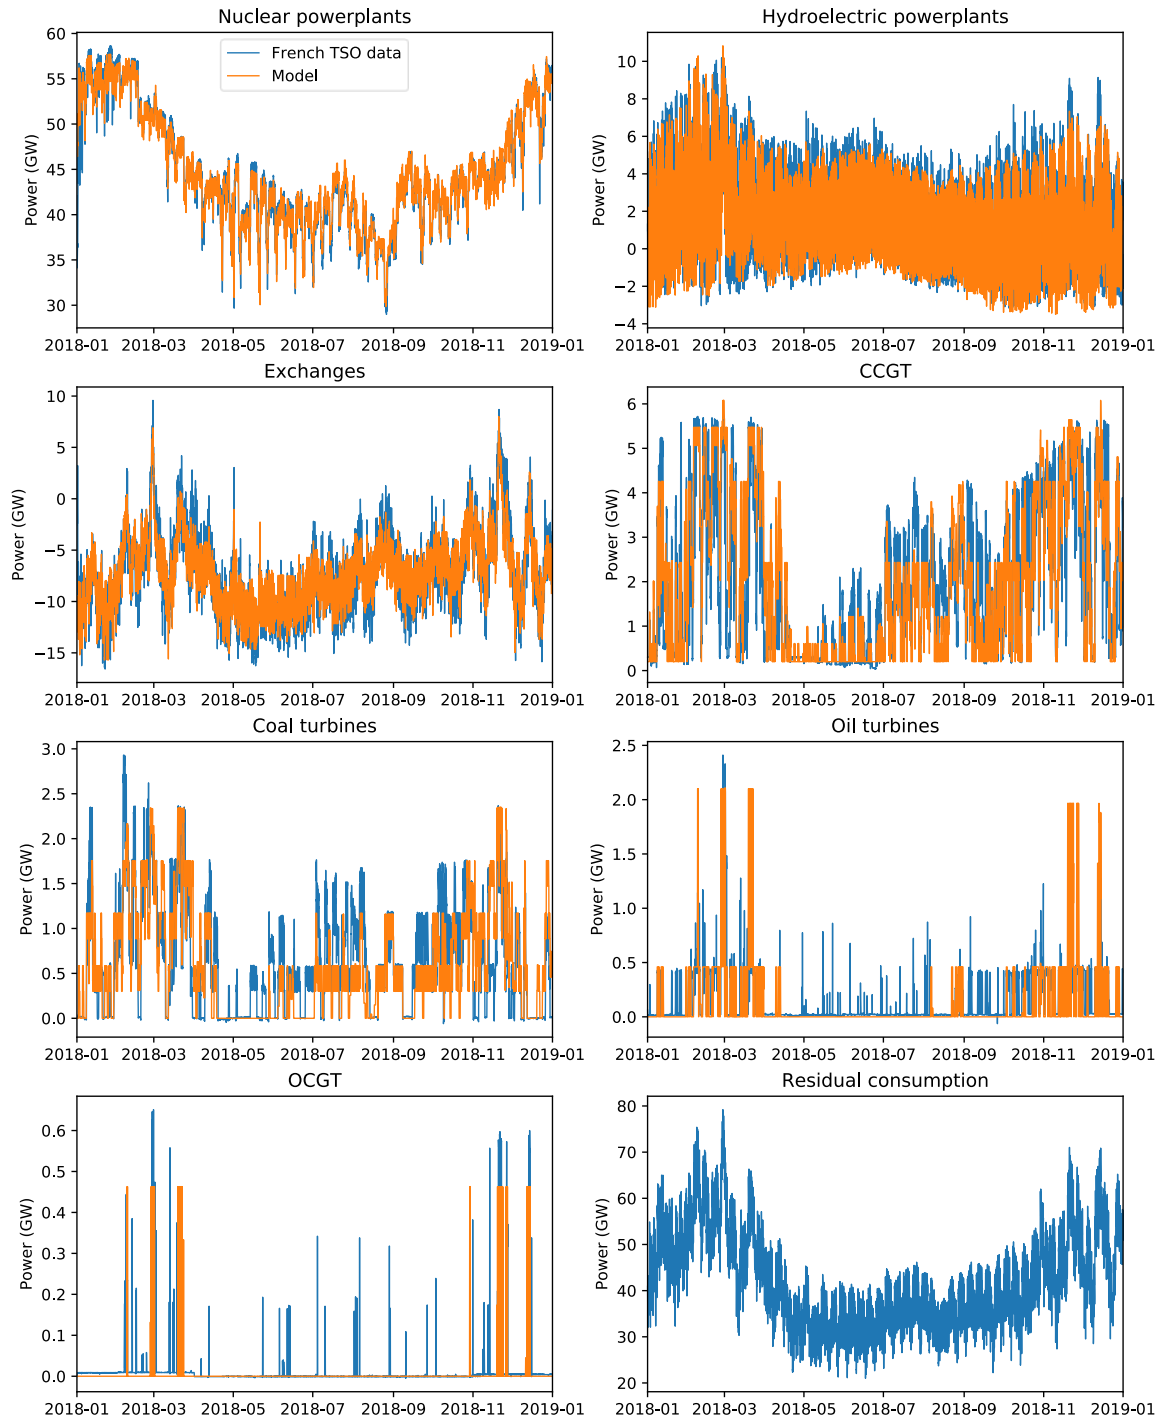 Nuclear powerplants
Power (GW)
60
55
50
45
40
35
30
French TSO data
Model
2018-01 2018-03 2018-05 2018-07 2018-09 2018-11 2019-01
Hydroelectric powerplants
Power (GW)
10
8
6
4
2
0
−2
−4
2018-01 2018-03 2018-05 2018-07 2018-09 2018-11 2019-01
Exchanges
Power (GW)
10
5
0
−5
−10
−15
2018-01 2018-03 2018-05 2018-07 2018-09 2018-11 2019-01
CCGT
Power (GW)
6
5
4
3
2
1
0
2018-01 2018-03 2018-05 2018-07 2018-09 2018-11 2019-01
Coal turbines
Power (GW)
3.0
2.5
2.0
1.5
1.0
0.5
0.0
2018-01 2018-03 2018-05 2018-07 2018-09 2018-11 2019-01
Oil turbines
Power (GW)
2.5
2.0
1.5
1.0
0.5
0.0
2018-01 2018-03 2018-05 2018-07 2018-09 2018-11 2019-01
OCGT
Power (GW)
0.6
0.5
0.4
0.3
0.2
0.1
0.0
2018-01 2018-03 2018-05 2018-07 2018-09 2018-11 2019-01
Residual consumption
Power (GW)
80
70
60
50
40
30
20
2018-01 2018-03 2018-05 2018-07 2018-09 2018-11 2019-01